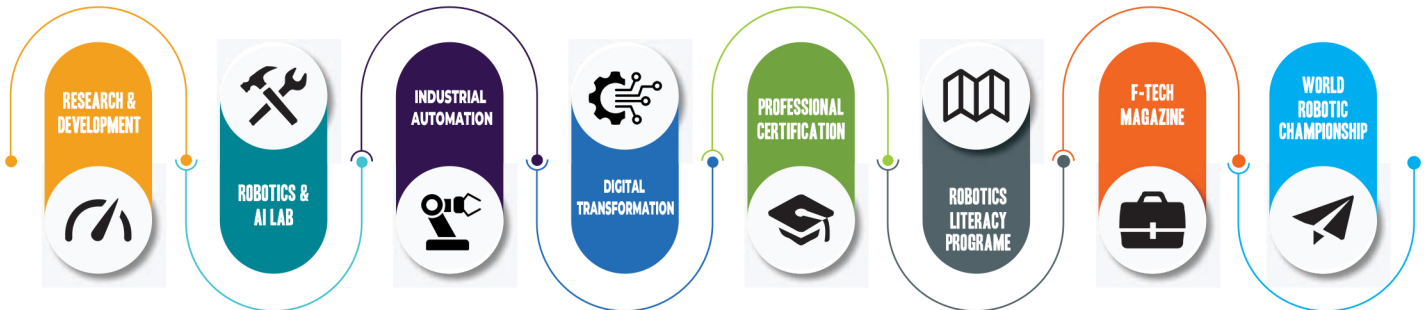 RESEARCH &
DEVELOPMENT
ROBOTICS &
AI LAB
INDUSTRIAL
AUTOMATION
DIGITAL
TRANSFORMATION
PROFESSIONAL
CERTIFICATION
ROBOTICS
LITERACY
PROGRAME
F-TECH
MAGAZINE
WORLD
ROBOTIC
CHAMPIONSHIP